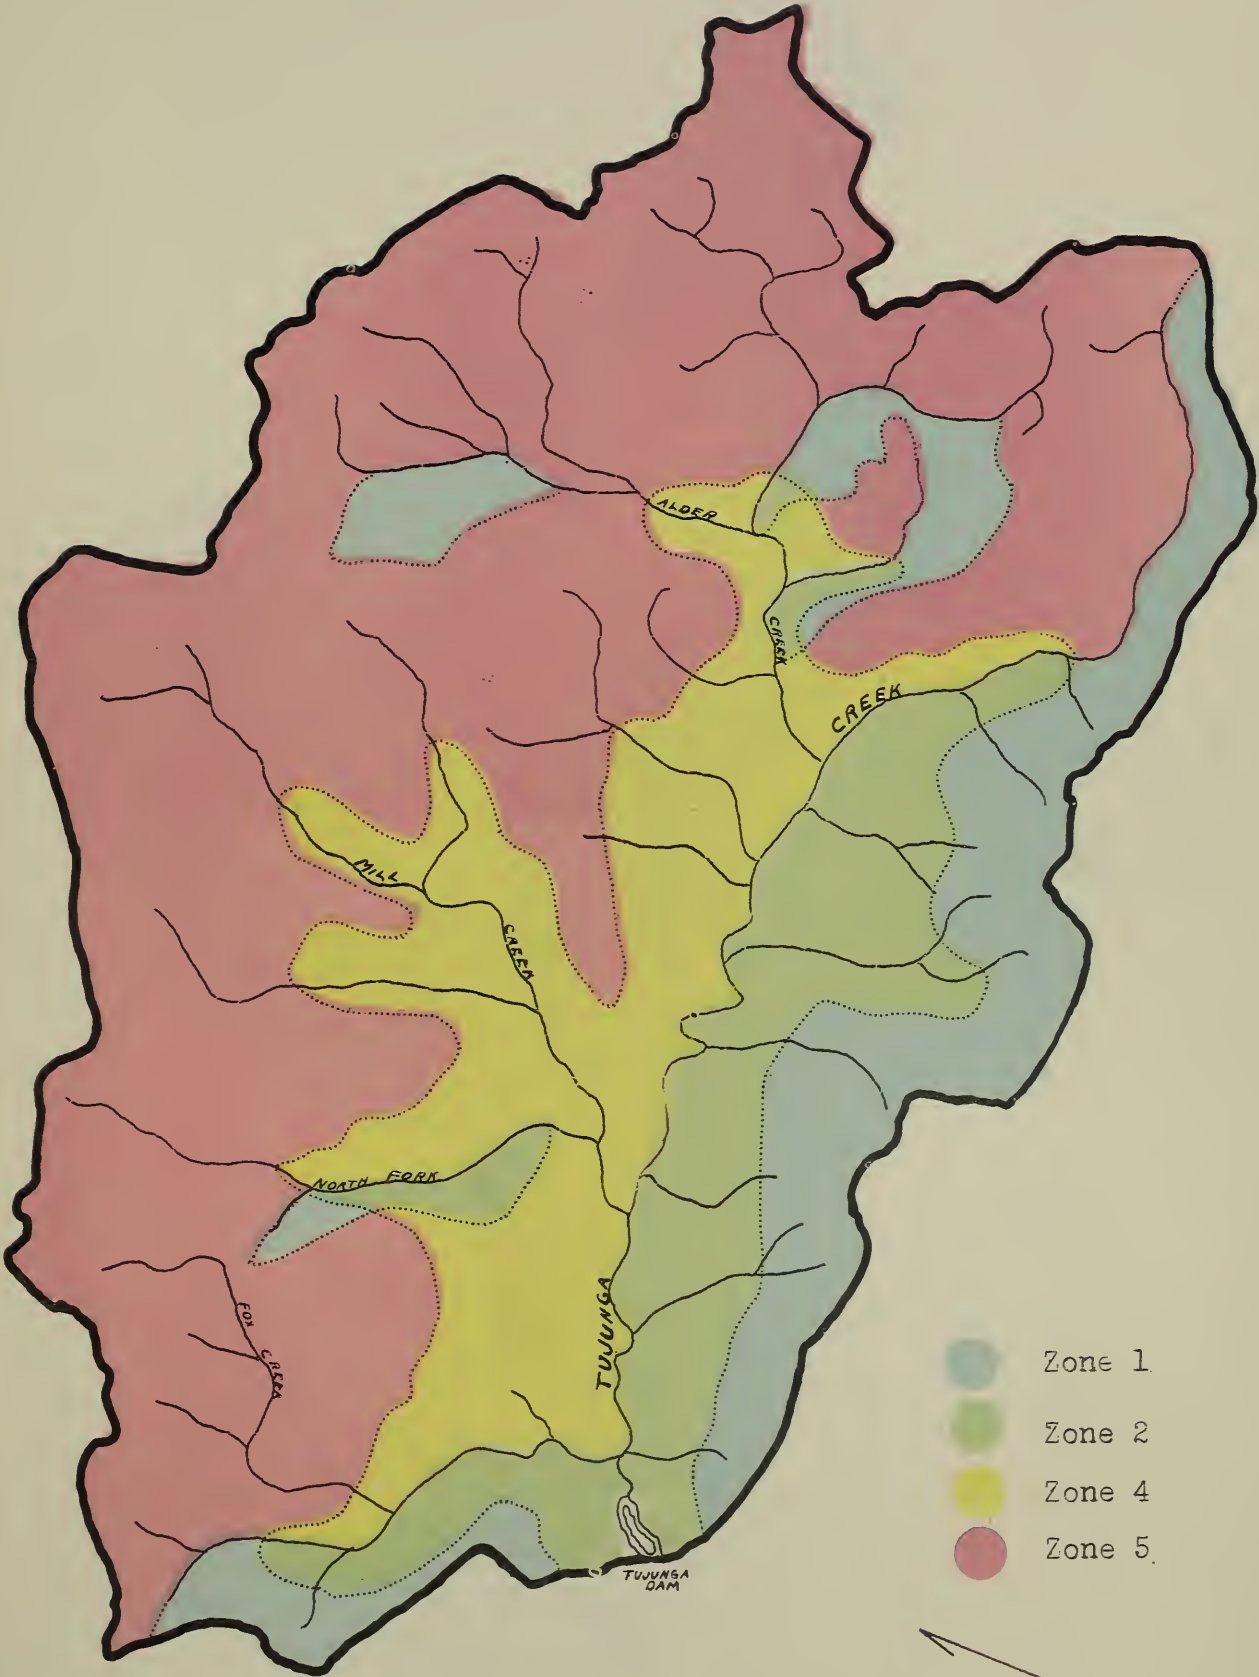 ALDER
CREEK
CREEK
MILL
CREEK
NORTH FORK
FOX
CREEK
TUJUNGA
TUJUNGA
DAM
Zone 1
Zone 2
Zone 4
Zone 5